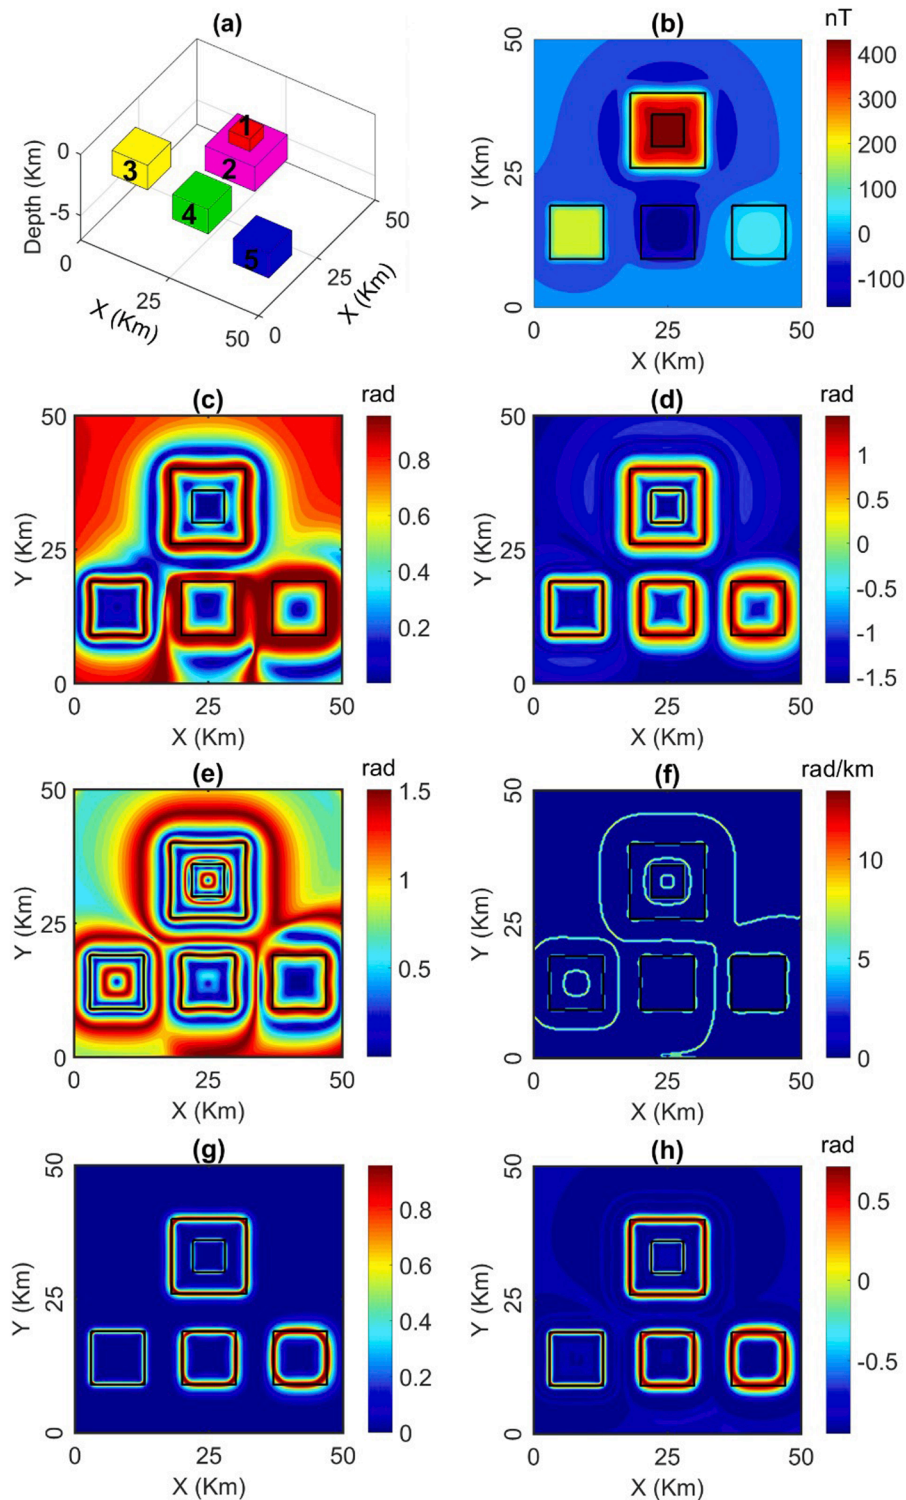 (a)
Depth (Km)
0
-5
1
2
3
4
5
0
25
50
X (Km)
0
25
50
X (Km)
(b)
nT
50
25
0
Y (Km)
0
25
50
X (Km)
400
300
200
100
-100
(c)
rad
50
25
0
Y (Km)
0
25
50
X (Km)
0.8
0.6
0.4
0.2
(d)
rad
50
25
0
Y (Km)
0
25
50
X (Km)
1
0.5
0
-0.5
-1
-1.5
(e)
rad
50
25
0
Y (Km)
0
25
50
X (Km)
1.5
1
0.5
(f)
rad/km
50
25
0
Y (Km)
0
25
50
X (Km)
10
5
0
(g)
50
25
0
Y (Km)
0
25
50
X (Km)
0.8
0.6
0.4
0.2
0
(h)
rad
50
25
0
Y (Km)
0
25
50
X (Km)
0.5
0
-0.5